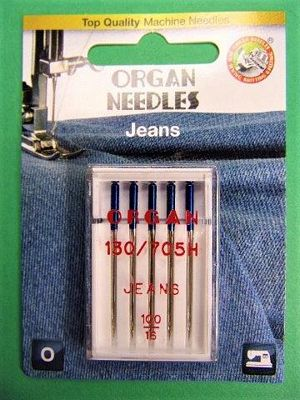 Top Quality Machine Needles
ORGAN
NEEDLES
Jeans
ORGAN
130/705H
JEANS
100
16
O